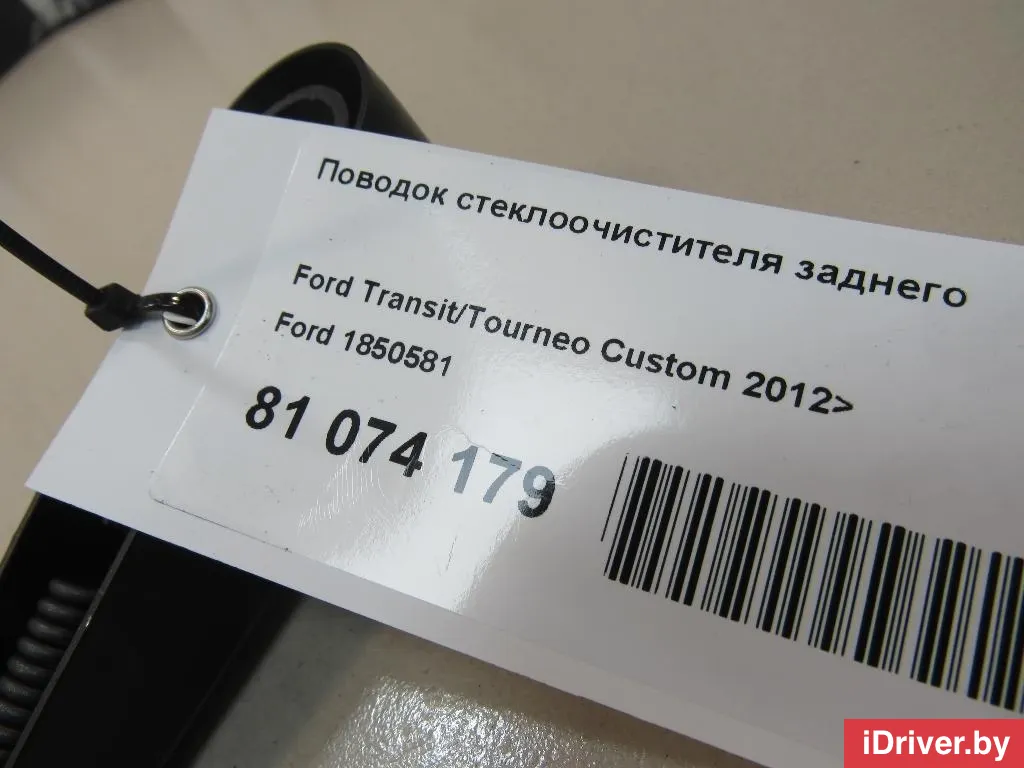 Поводок стеклоочистителя заднего
Ford Transit/Tourneo Custom 2012>
Ford 1850581
81 074 179
iDriver.by